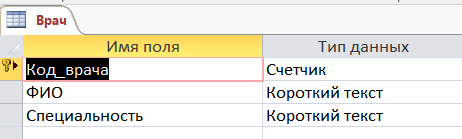 Врач
Имя поля Тип данных
Код_врача Счетчик
ФИО Короткий текст
Специальность Короткий текст